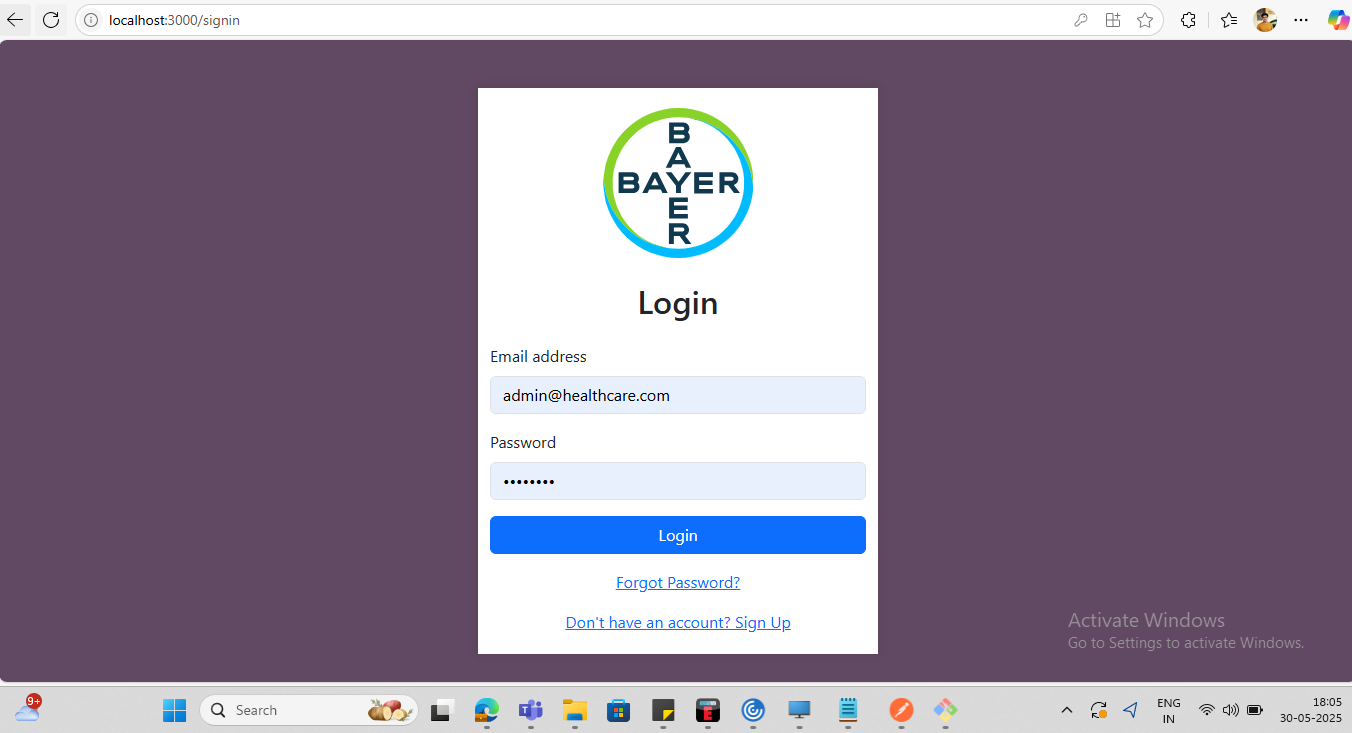 localhost:3000/signin
B
A
BAYER
E
R
Login
Email address
admin@healthcare.com
Password
••••••••
Login
Forgot Password?
Don't have an account? Sign Up
Activate Windows
Go to Settings to activate Windows.
9+
Search
E
ENG
IN
18:05
30-05-2025